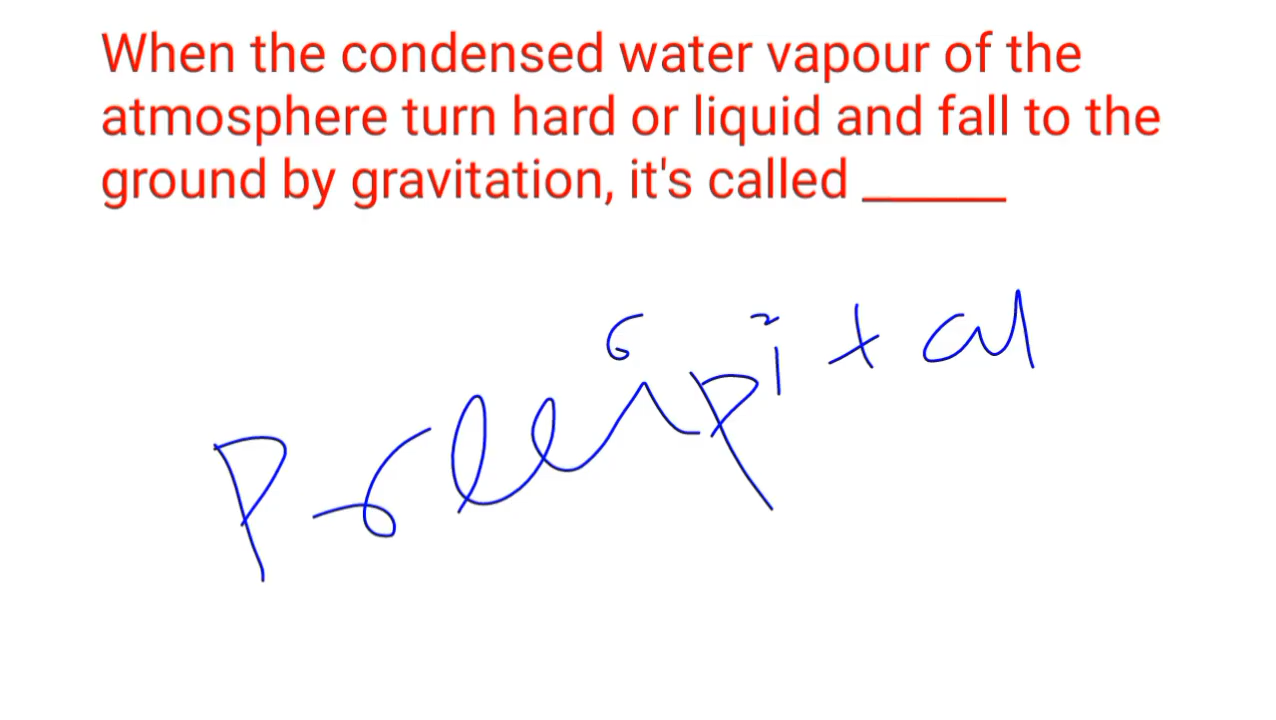 When the condensed water vapour of the
atmosphere turn hard or liquid and fall to the
ground by gravitation, it's called ______